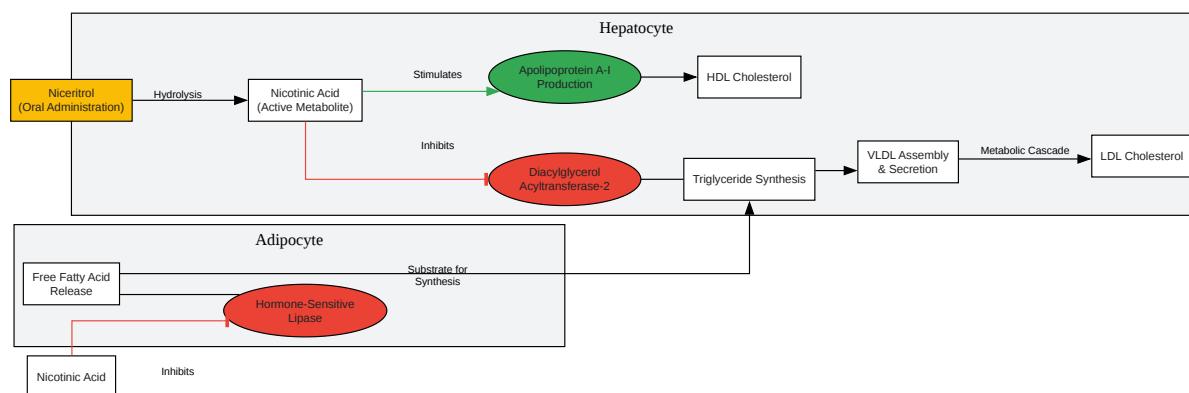 Hepatocyte
Niceritrol
(Oral Administration)
Hydrolysis
Nicotinic Acid
(Active Metabolite)
Stimulates
Apolipoprotein A-I
Production
HDL Cholesterol
Inhibits
Diacylglycerol
Acyltransferase-2
Triglyceride Synthesis
VLDL Assembly
& Secretion
Metabolic Cascade
LDL Cholesterol
Adipocyte
Free Fatty Acid
Release
Substrate for
Synthesis
Hormone-Sensitive
Lipase
Nicotinic Acid
Inhibits